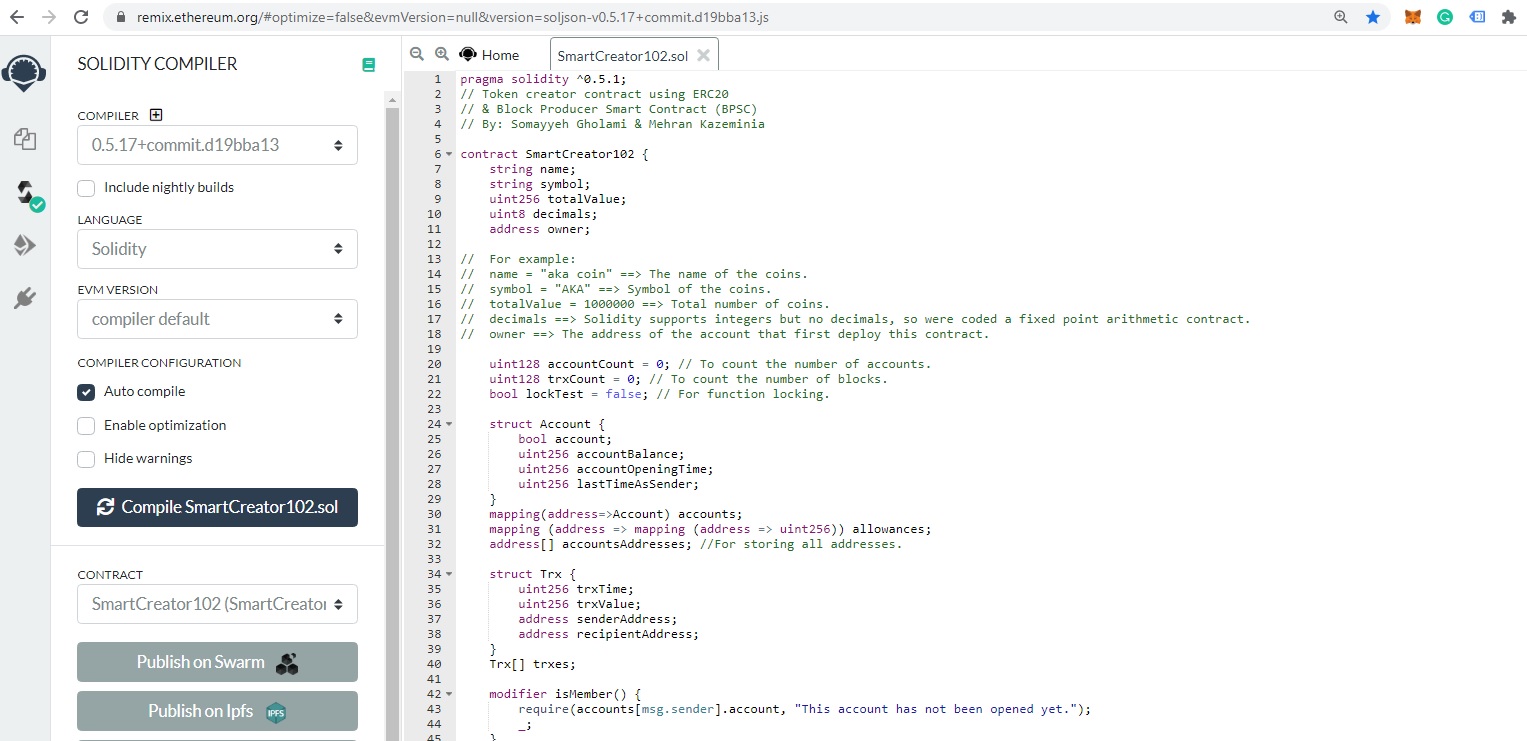 remix.ethereum.org/#optimize=false&evmVersion=null&version=soljson-v0.5.17+commit.d19bba13.js
SOLIDITY COMPILER
COMPILER
0.5.17+commit.d19bba13
Include nightly builds
LANGUAGE
Solidity
EVM VERSION
compiler default
COMPILER CONFIGURATION
Auto compile
Enable optimization
Hide warnings
Compile SmartCreator102.sol
CONTRACT
SmartCreator102 (SmartCreator
Publish on Swarm
Publish on Ipfs
IPFS
Home
SmartCreator102.sol
1 pragma solidity ^0.5.1;
2 // Token creator contract using ERC20
3 // & Block Producer Smart Contract (BPSC)
4 // By: Somayyeh Gholami & Mehran Kazeminia
5
6 contract SmartCreator102 {
7 string name;
8 string symbol;
9 uint256 totalValue;
10 uint8 decimals;
11 address owner;
12
13 // For example:
14 // name = "aka coin" ==> The name of the coins.
15 // symbol = "AKA" ==> Symbol of the coins.
16 // totalValue = 1000000 ==> Total number of coins.
17 // decimals ==> Solidity supports integers but no decimals, so were coded a fixed point arithmetic contract.
18 // owner ==> The address of the account that first deploy this contract.
19
20 uint128 accountCount = 0; // To count the number of accounts.
21 uint128 trxCount = 0; // To count the number of blocks.
22 bool lockTest = false; // For function locking.
23
24 struct Account {
25 bool account;
26 uint256 accountBalance;
27 uint256 accountOpeningTime;
28 uint256 lastTimeAsSender;
29 }
30 mapping(address=>Account) accounts;
31 mapping (address => mapping (address => uint256)) allowances;
32 address[] accountsAddresses; //For storing all addresses.
33
34 struct Trx {
35 uint256 trxTime;
36 uint256 trxValue;
37 address senderAddress;
38 address recipientAddress;
39 }
40 Trx[] trxes;
41
42 modifier isMember() {
43 require(accounts[msg.sender].account, "This account has not been opened yet.");
44 _;
45 }